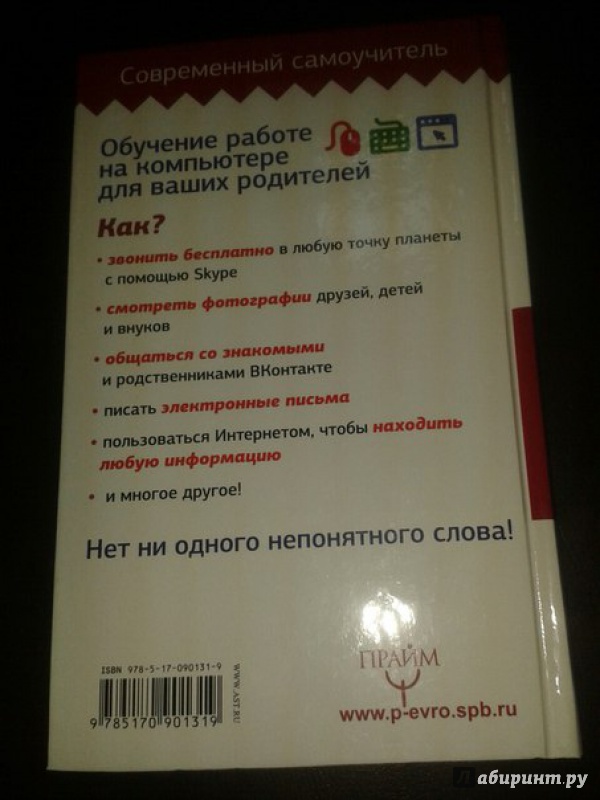 Современный самоучитель
Обучение работе
на компьютере
для ваших родителей
Как?
• звонить бесплатно в любую точку планеты
с помощью Skype
• смотреть фотографии друзей, детей
и внуков
• общаться со знакомыми
и родственниками ВКонтакте
• писать электронные письма
• пользоваться Интернетом, чтобы находить
любую информацию
• и многое другое!
Нет ни одного непонятного слова!
ISBN 978-5-17-090131-9
9 785170 901319
WWW.AST.RU
ПРАЙМ
www.p-evro.spb.ru
Лабиринт.ру